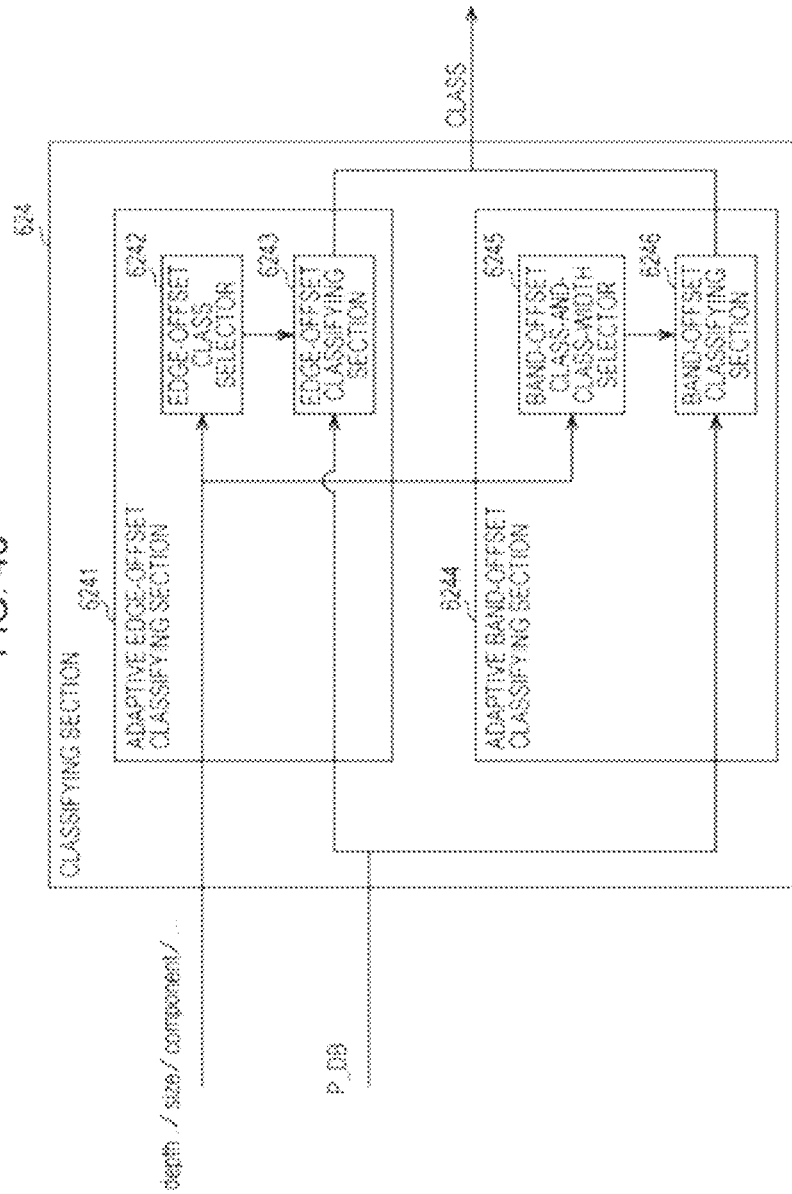 CLASSIFYING SECTION
624
6241
ADAPTIVE EDGE-OFFSET
CLASSIFYING SECTION
6242
EDGE-OFFSET
CLASS
SELECTOR
6243
EDGE-OFFSET
CLASSIFYING
SECTION
6244
ADAPTIVE BAND-OFFSET
CLASSIFYING SECTION
6245
BAND-OFFSET
CLASS-AND-
CLASS-WIDTH
SELECTOR
6246
BAND-OFFSET
CLASSIFYING
SECTION
depth / size/ component/ ...
P_DB
CLASS